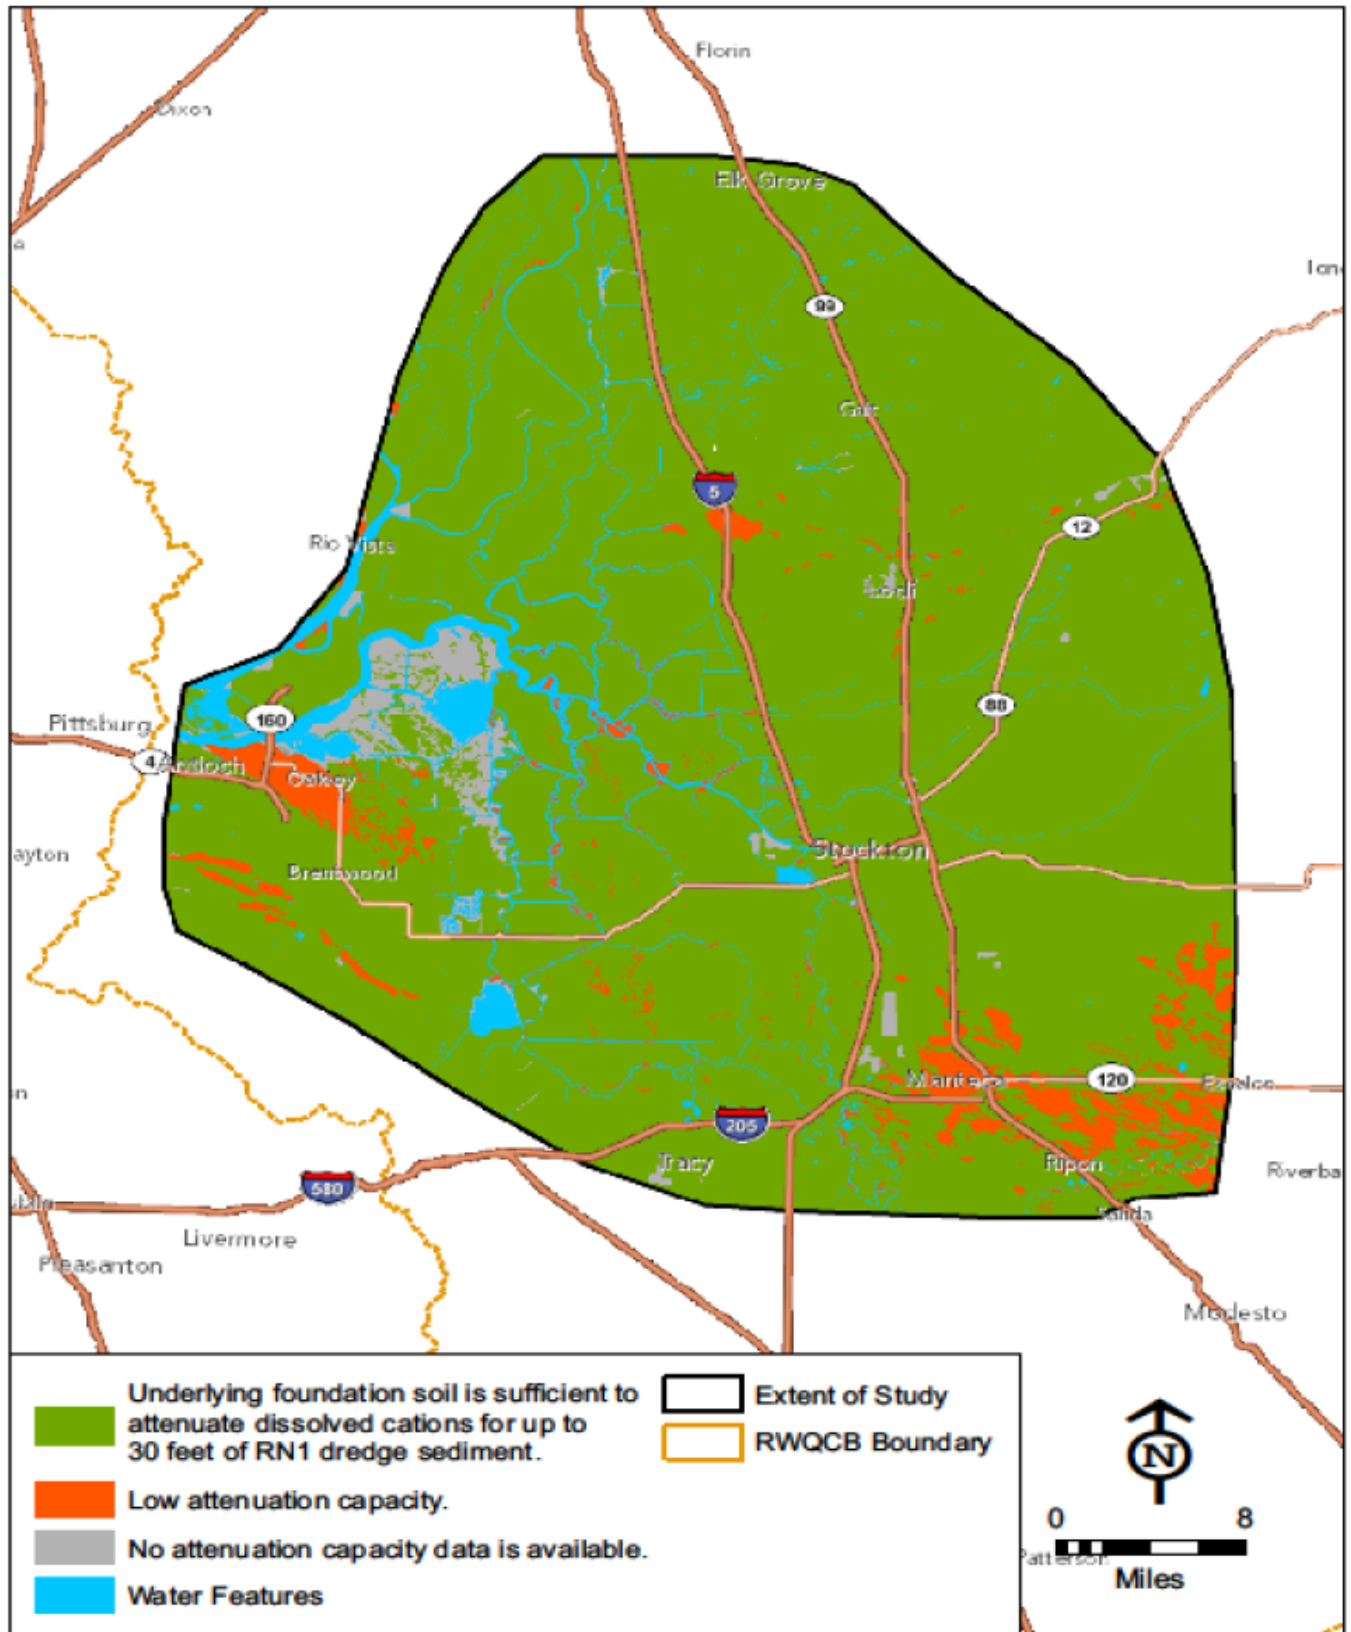 Florin
Dixon
Elk Grove
Ione
99
Galt
5
12
Rio Vista
Lodi
88
Pittsburg
160
4
Antioch
Oakley
ayton
Stockton
Brentwood
Manteca
120
Escalon
205
Tracy
Ripon
Riverba
580
Salida
Livermore
Pleasanton
Modesto
Underlying foundation soil is sufficient to
attenuate dissolved cations for up to
30 feet of RN1 dredge sediment.
Low attenuation capacity.
No attenuation capacity data is available.
Water Features
Extent of Study
RWQCB Boundary
N
0 8
Miles
Patterson